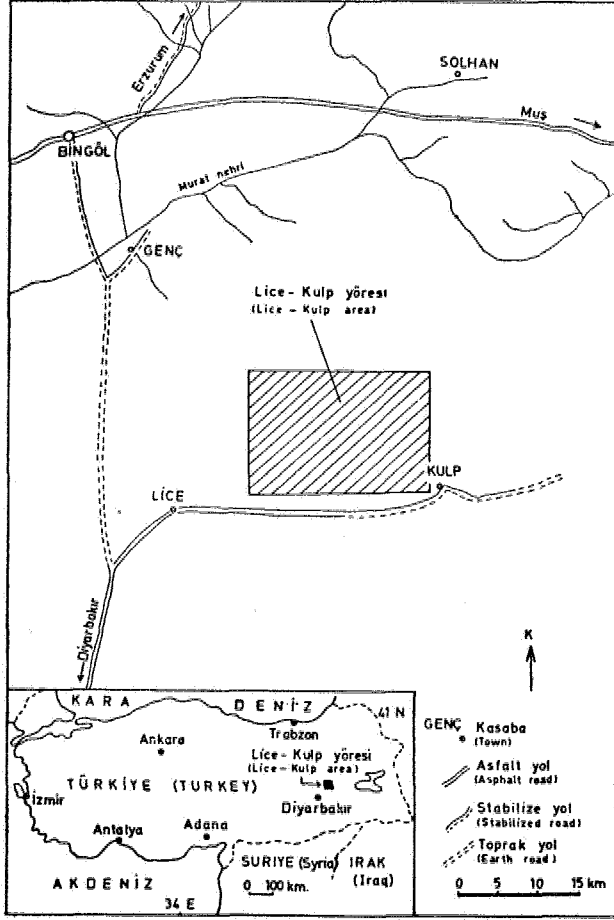 Erzurum
SOLHAN
Muş
BİNGÖL
Murat nehri
GENÇ
Lice - Kulp yöresi
(Lice - Kulp area)
KULP
LİCE
Diyarbakır
K
KARA DENİZ
41 N
Trabzon
Ankara
Lice - Kulp yöresi
(Lice - Kulp area)
TÜRKİYE (TURKEY)
İzmir
Diyarbakır
Antalya
Adana
SURIYE (Syria)
IRAK
(Iraq)
AKDENİZ
0 100 km.
34 E
GENÇ
Kasaba
(Town)
Asfalt yol
(Asphalt road)
Stabilize yol
(Stabilized road)
Toprak yol
(Earth road)
0 5 10 15 km